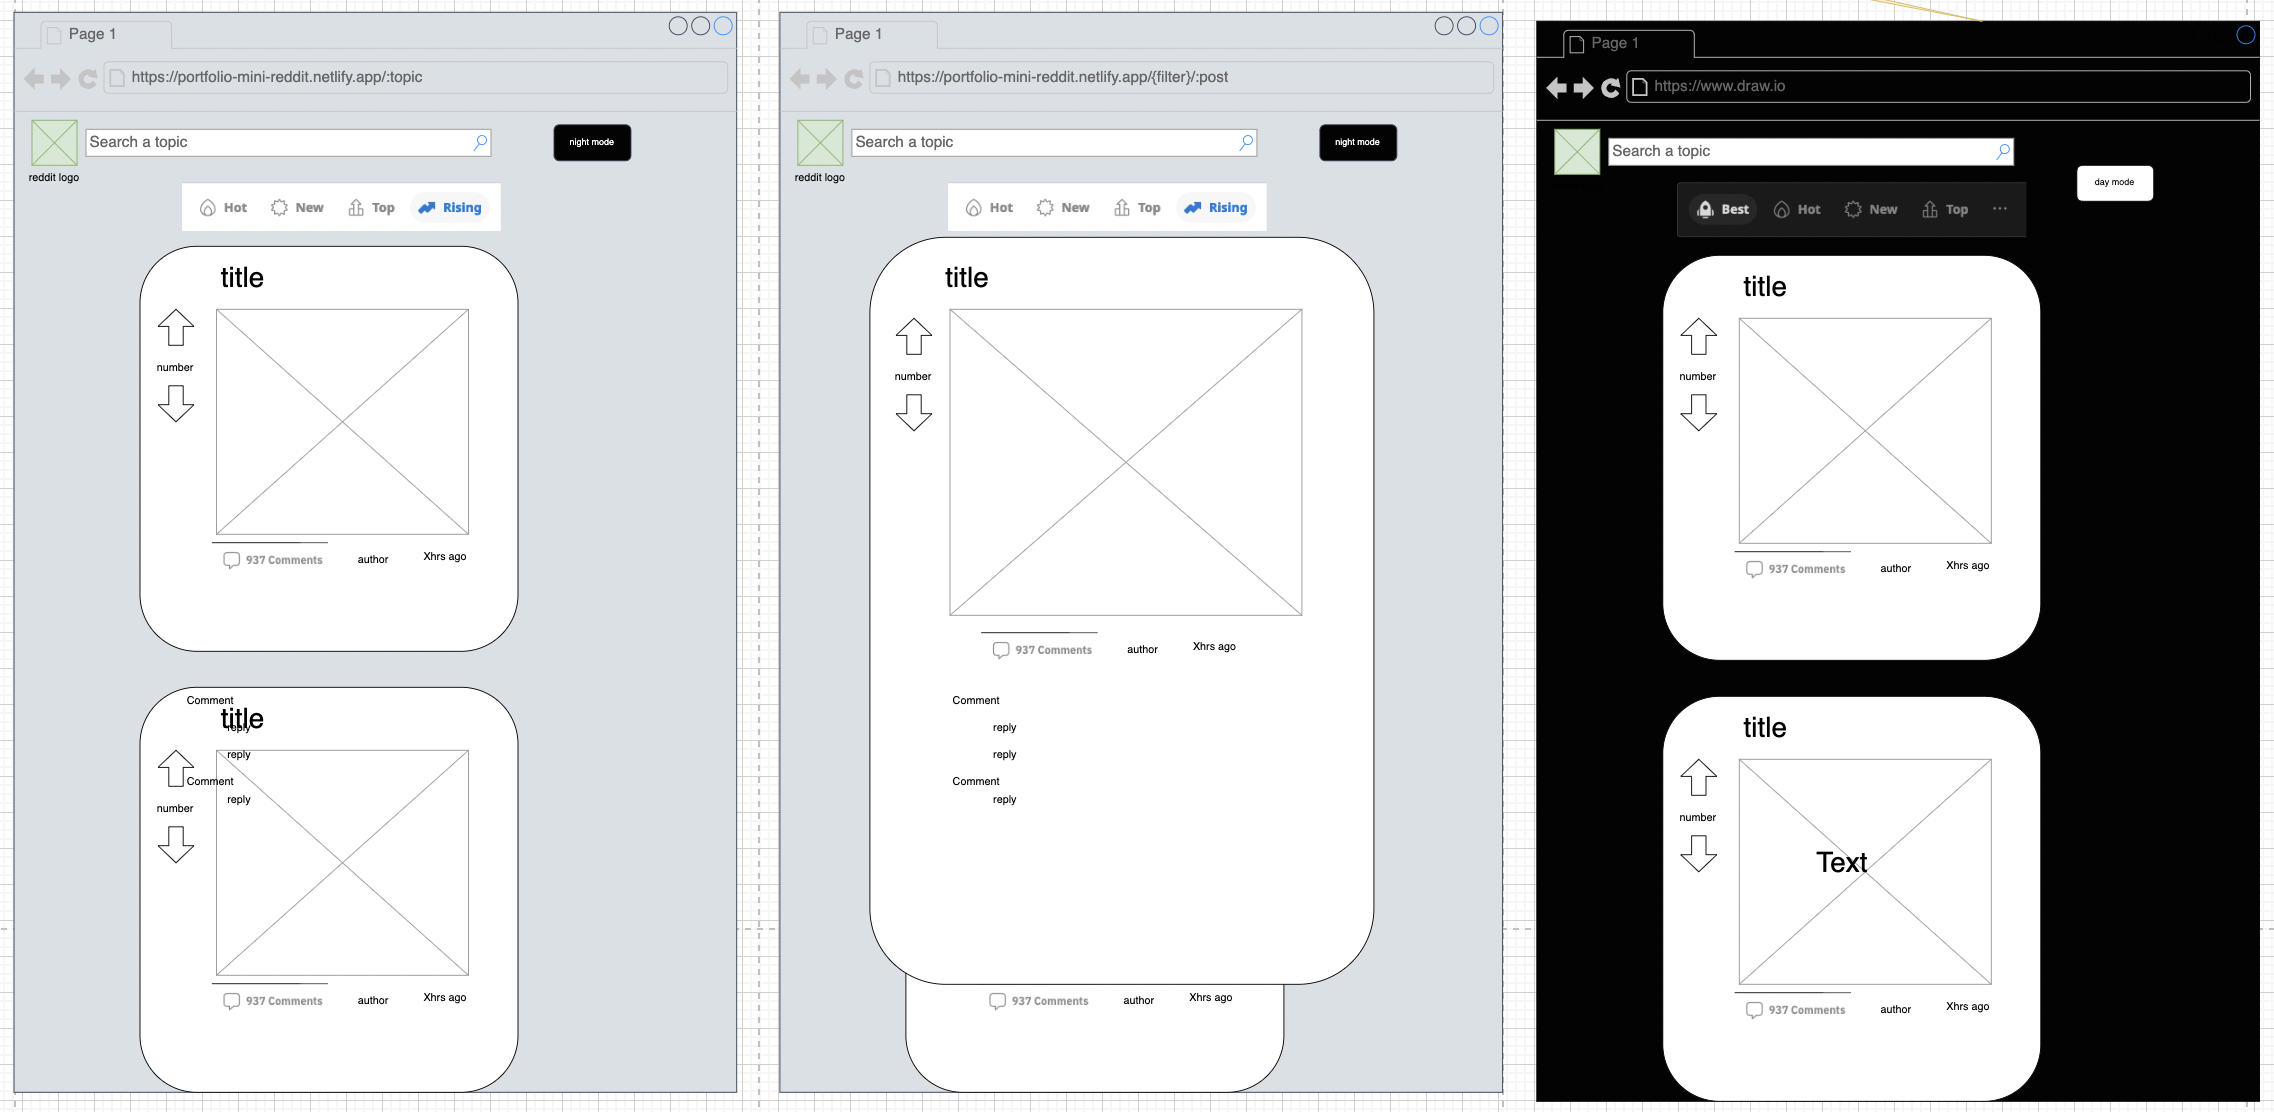 Page 1
https://portfolio-mini-reddit.netlify.app/:topic
Search a topic
night mode
reddit logo
Hot New Top Rising
title
number
937 Comments author Xhrs ago
Comment
title
reply
reply
Comment
reply
number
937 Comments author Xhrs ago
Page 1
https://portfolio-mini-reddit.netlify.app/{filter}/:post
Search a topic
night mode
reddit logo
Hot New Top Rising
title
number
937 Comments author Xhrs ago
Comment
reply
reply
Comment
reply
937 Comments author Xhrs ago
Page 1
https://www.draw.io
Search a topic
day mode
Best Hot New Top ...
title
number
937 Comments author Xhrs ago
title
number
Text
937 Comments author Xhrs ago